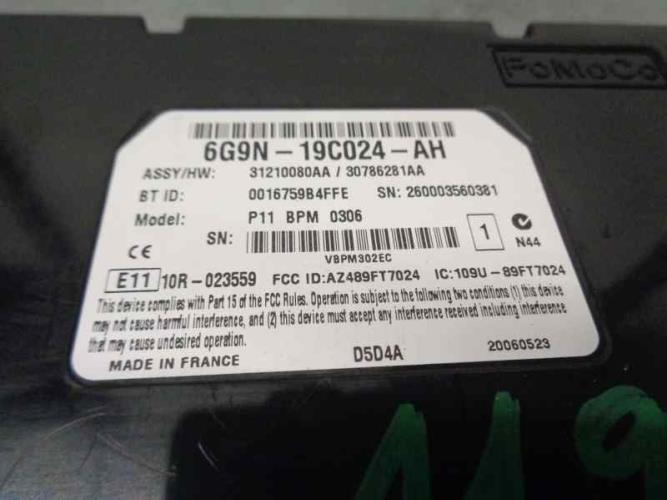 FoMoCo
6G9N-19C024-AH
ASSY/HW: 31210080AA / 30786281AA
BT ID: 0016759B4FFE SN: 260003560381
Model: P11 BPM 0306
SN: 1 N44
VBPM302EC
CE
E11 10R-023559 FCC ID:AZ489FT7024 IC:109U-89FT7024
This device complies with Part 15 of the FCC Rules. Operation is subject to the following two conditions (1) this device
may not cause harmful interference, and (2) this device must accept any interference received including interference
that may cause undesired operation.
MADE IN FRANCE D5D4A 20060523
119